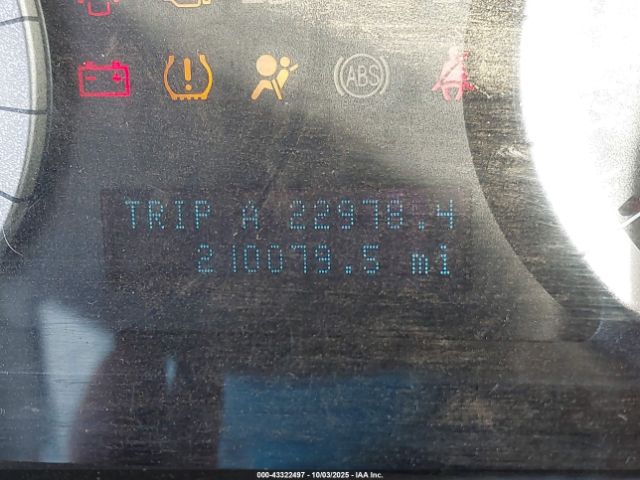 ABS
TRIP A 22978.4
210079.5 mi
000-43322497 - 10/03/2025 - IAA Inc.